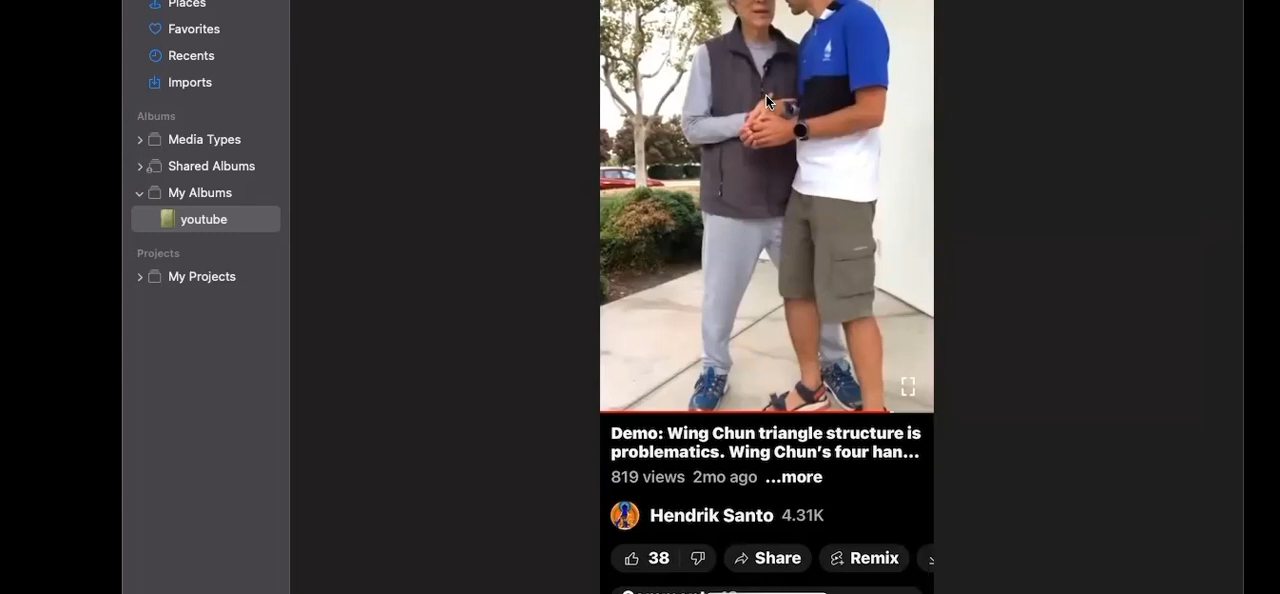 Places
Favorites
Recents
Imports
Albums
Media Types
Shared Albums
My Albums
youtube
Projects
My Projects
Demo: Wing Chun triangle structure is
problematics. Wing Chun's four han...
819 views 2mo ago ...more
Hendrik Santo 4.31K
38 Share Remix